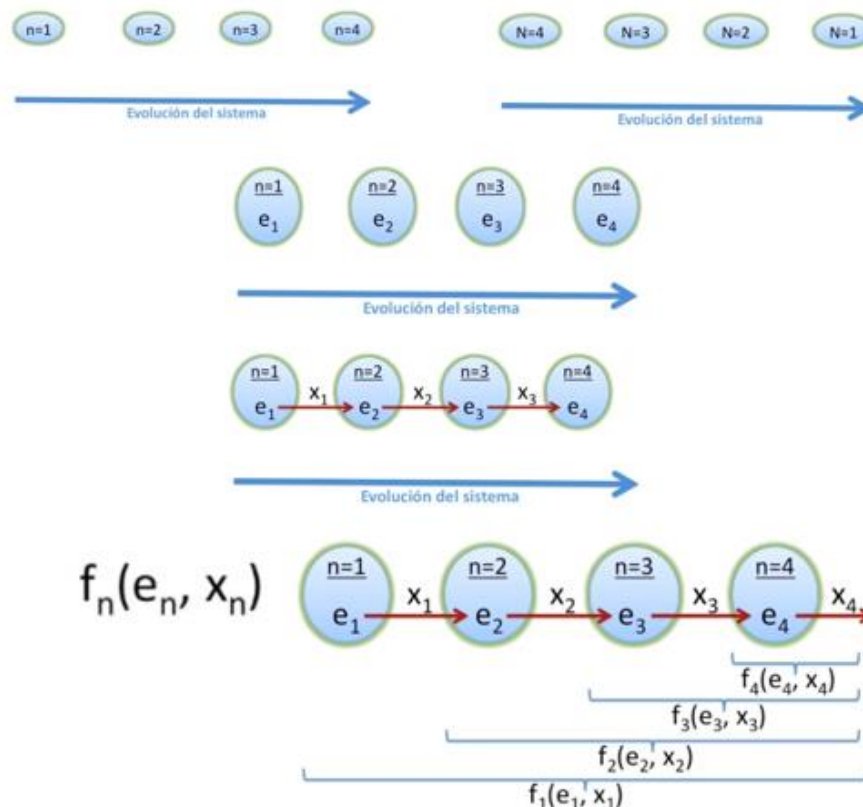 n=1 n=2 n=3 n=4 N=4 N=3 N=2 N=1
Evolución del sistema Evolución del sistema
n=1 n=2 n=3 n=4
e₁ e₂ e₃ e₄
Evolución del sistema
n=1 n=2 n=3 n=4
x₁ x₂ x₃
e₁ e₂ e₃ e₄
Evolución del sistema
n=1 n=2 n=3 n=4
fₙ(eₙ, xₙ) x₁ x₂ x₃ x₄
e₁ e₂ e₃ e₄
f₄(e₄, x₄)
f₃(e₃, x₃)
f₂(e₂, x₂)
f₁(e₁, x₁)